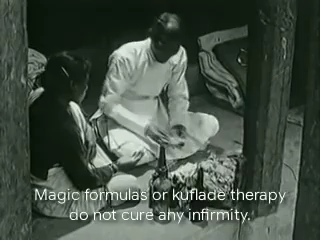 Magic formulas or kuflade therapy
do not cure any infirmity.